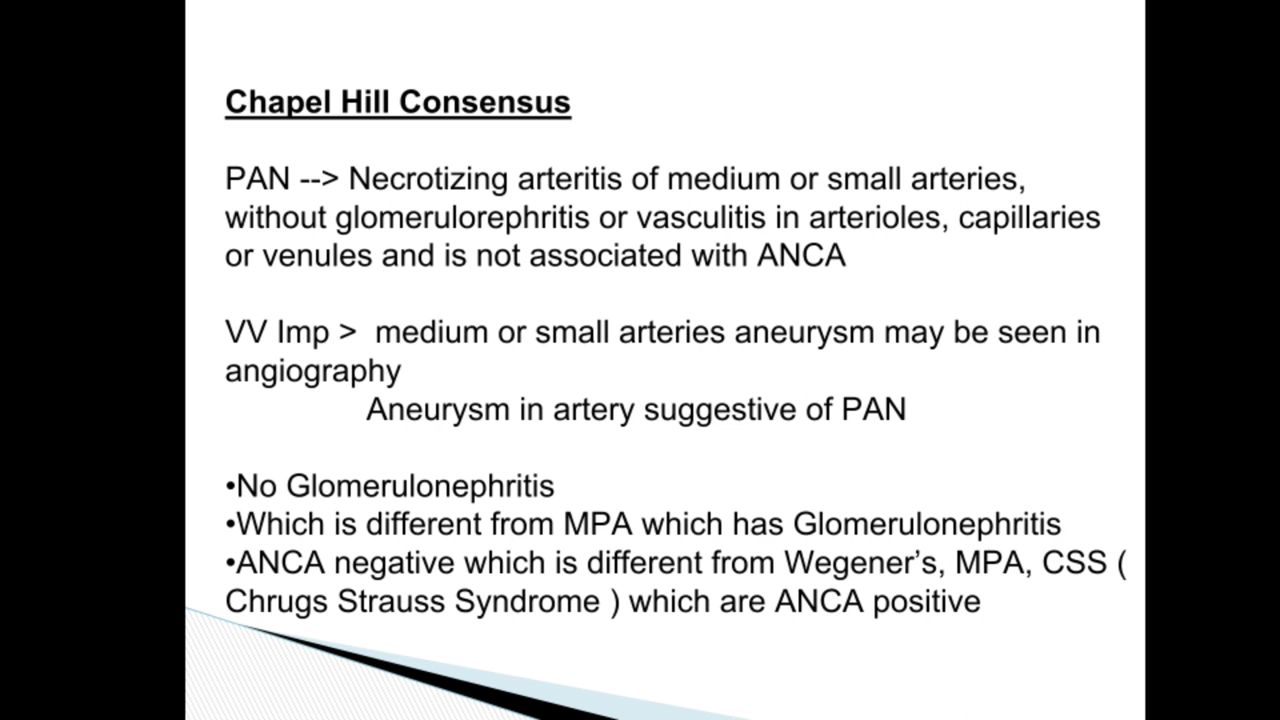 Chapel Hill Consensus
PAN --> Necrotizing arteritis of medium or small arteries,
without glomerulorephritis or vasculitis in arterioles, capillaries
or venules and is not associated with ANCA
VV Imp >  medium or small arteries aneurysm may be seen in
angiography
Aneurysm in artery suggestive of PAN
•No Glomerulonephritis
•Which is different from MPA which has Glomerulonephritis
•ANCA negative which is different from Wegener’s, MPA, CSS (
Chrugs Strauss Syndrome ) which are ANCA positive